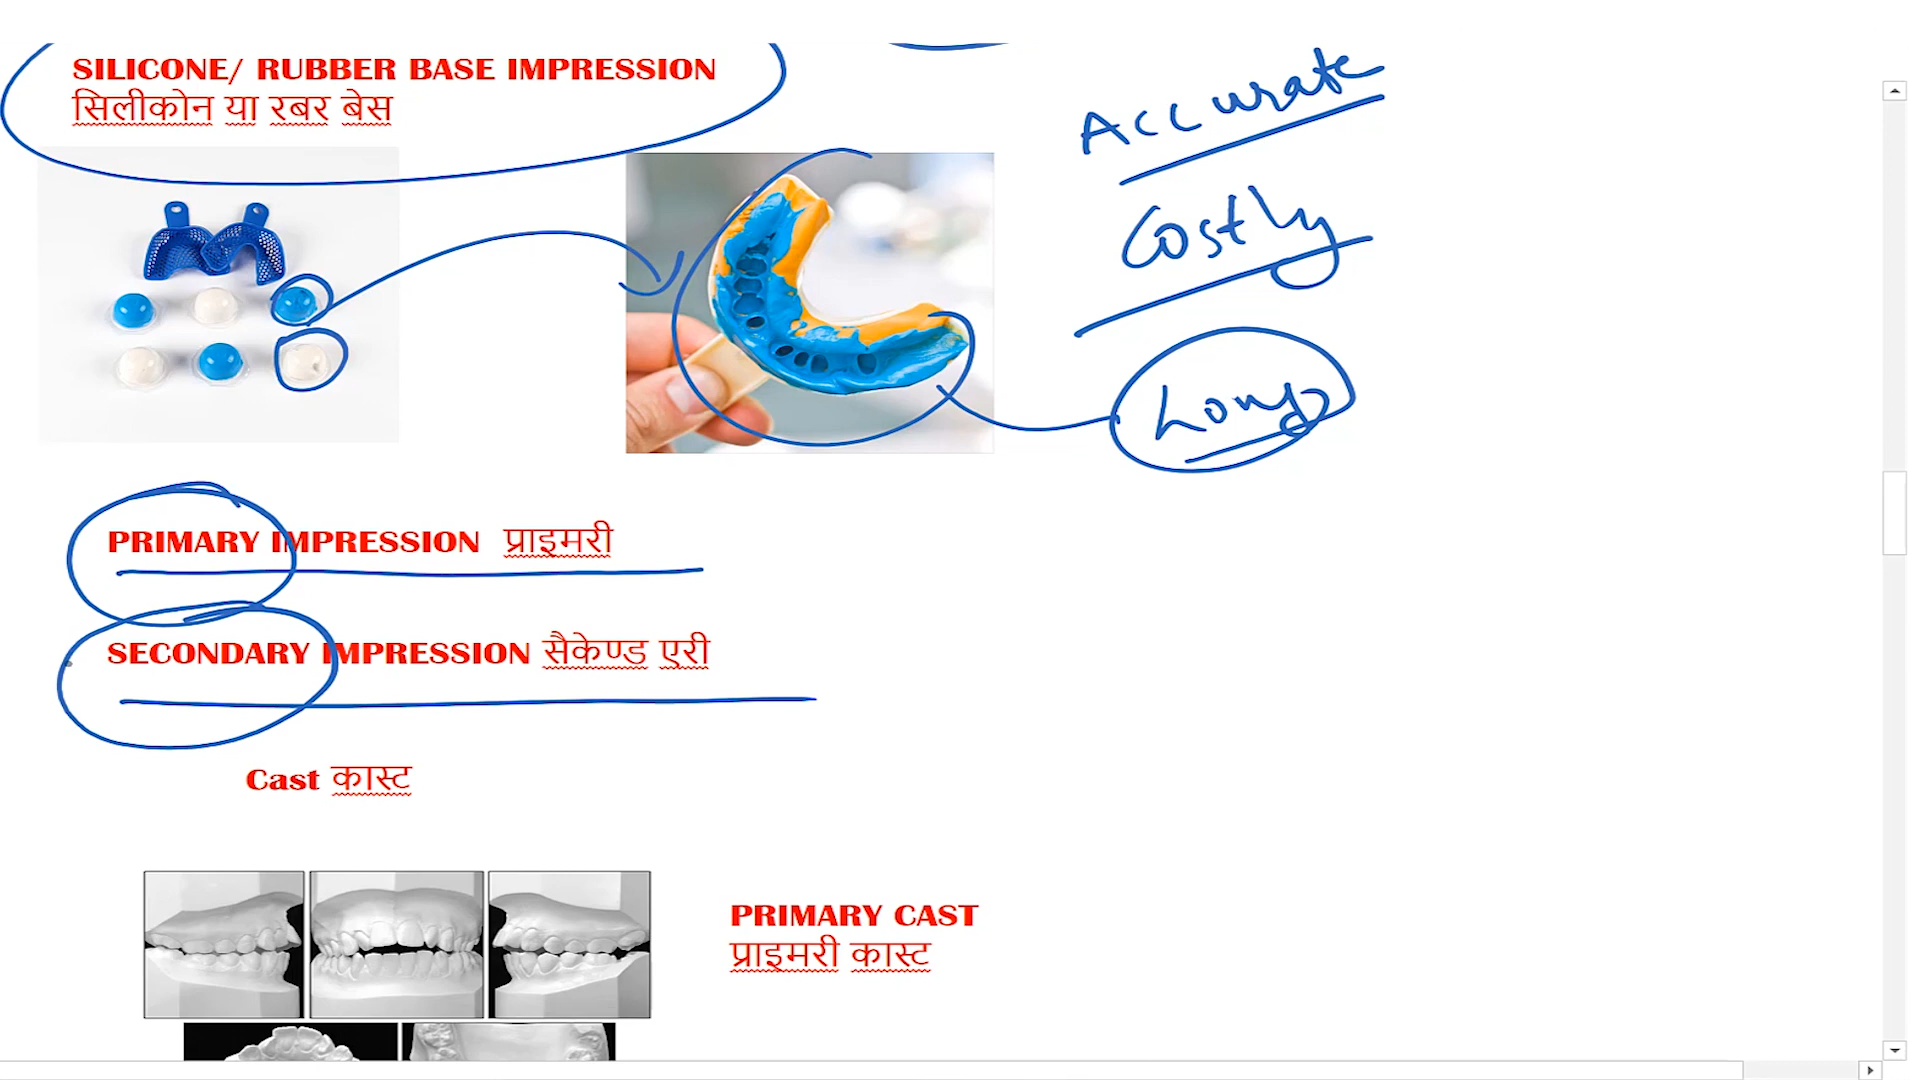 SILICONE/ RUBBER BASE IMPRESSION
सिलीकोन या रबर बेस
Accurate
Costly
Long
PRIMARY IMPRESSION प्राइमरी
SECONDARY IMPRESSION सैकेण्ड एरी
Cast कास्ट
PRIMARY CAST
प्राइमरी कास्ट